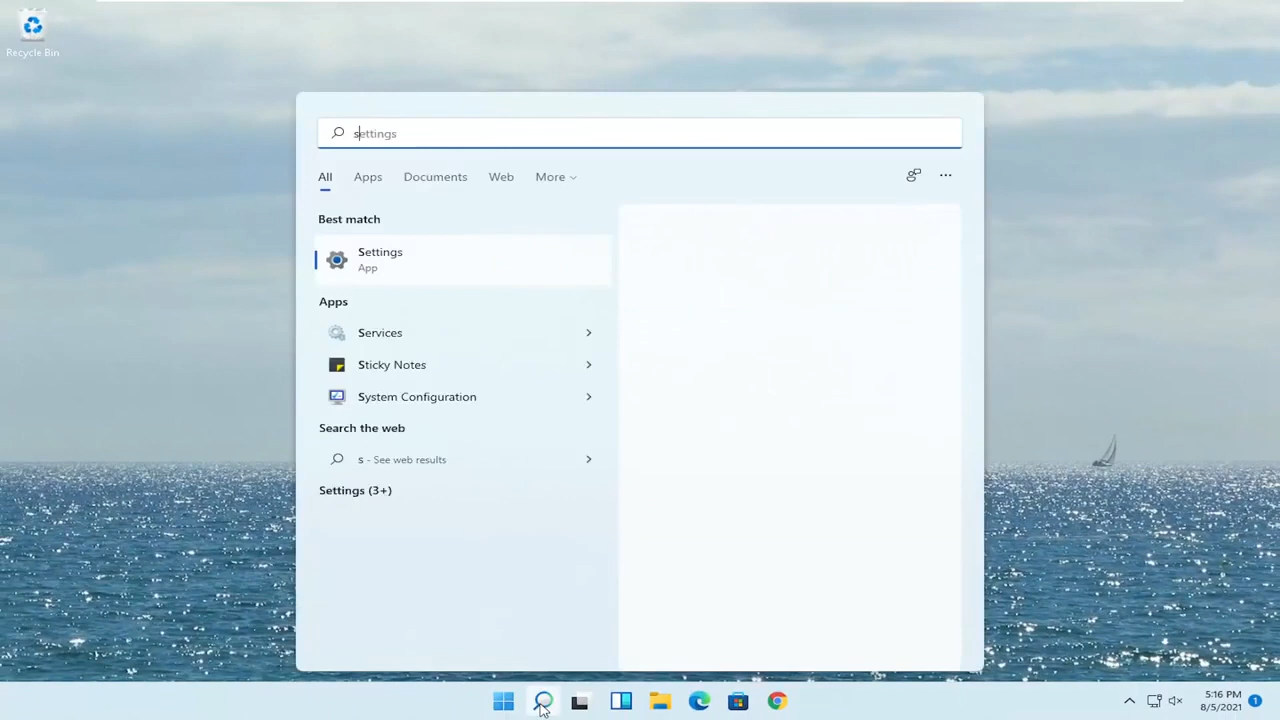 Recycle Bin
settings
All Apps Documents Web More
Best match
Settings
App
Apps
Services
Sticky Notes
System Configuration
Search the web
s - See web results
Settings (3+)
5:16 PM
8/5/2021
1